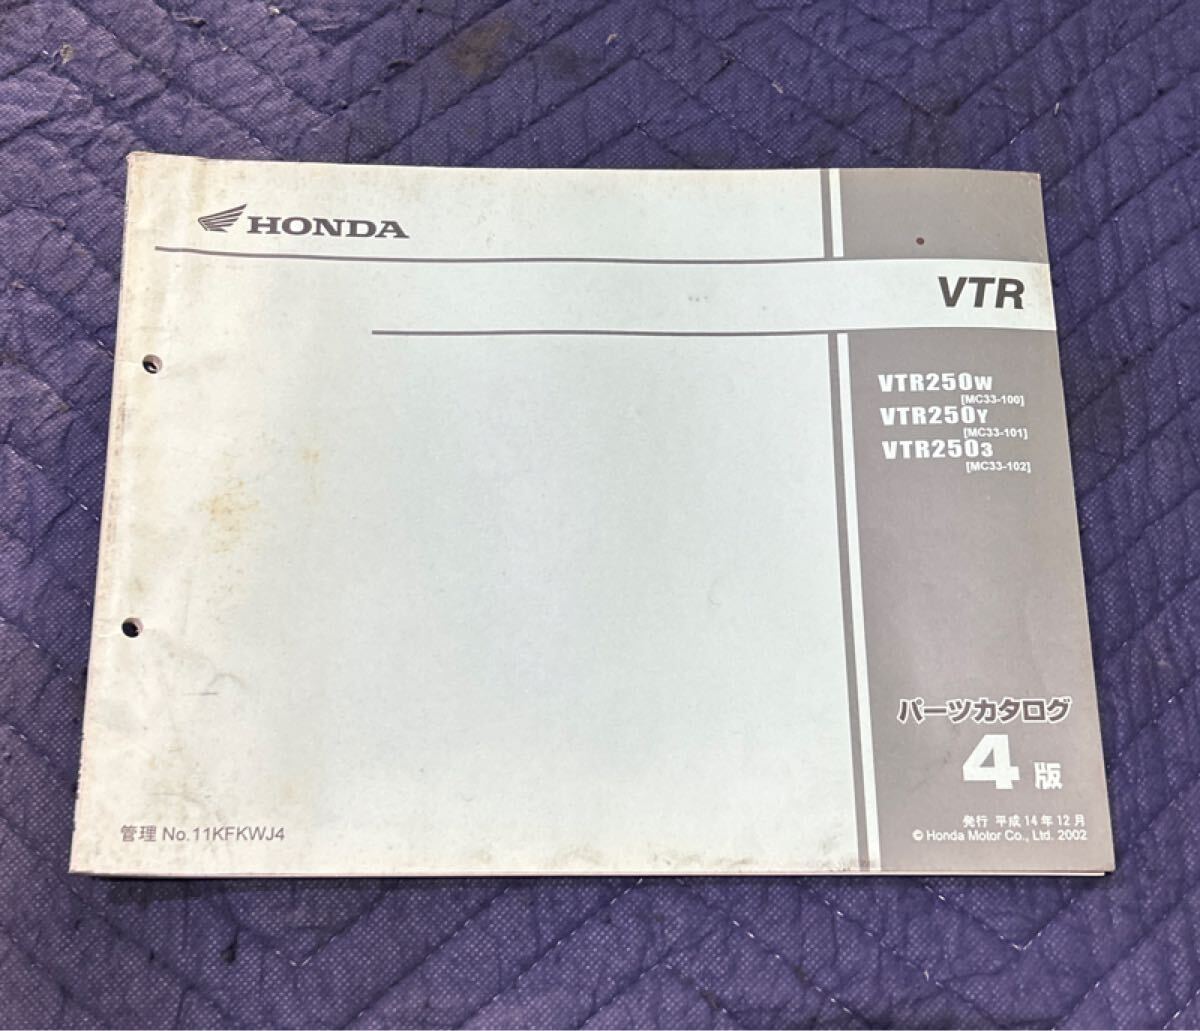 HONDA
VTR
VTR250W
[MC33-100]
VTR250Y
[MC33-101]
VTR2503
[MC33-102]
パーツカタログ
4版
管理 No.11KFKWJ4
発行 平成14年12月
© Honda Motor Co., Ltd. 2002